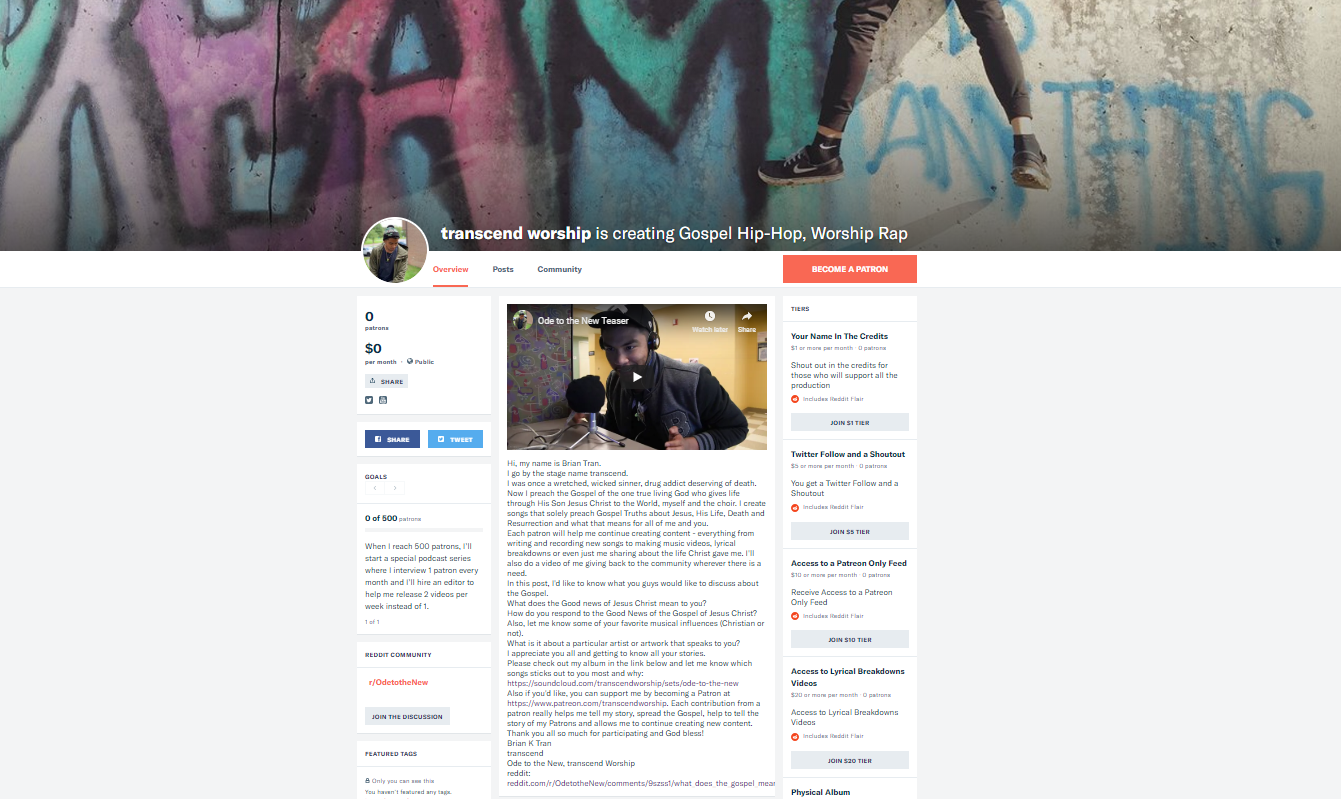 AM
TO
ANYTHING
transcend worship is creating Gospel Hip-Hop, Worship Rap
Overview
Posts
Community
BECOME A PATRON
0
patrons
$0
per month · Public
SHARE
SHARE
TWEET
GOALS
0 of 500 patrons
When I reach 500 patrons, I'll
start a special podcast series
where I interview 1 patron every
month and I'll hire an editor to
help me release 2 videos per
week instead of 1.
1 of 1
REDDIT COMMUNITY
r/OdetotheNew
JOIN THE DISCUSSION
FEATURED TAGS
Only you can see this
You haven't featured any tags.
Ode to the New Teaser
Watch later
Share
Hi, my name is Brian Tran.
I go by the stage name transcend.
I was once a wretched, wicked sinner, drug addict deserving of death.
Now I preach the Gospel of the one true living God who gives life
through His Son Jesus Christ to the World, myself and the choir. I create
songs that solely preach Gospel Truths about Jesus, His Life, Death and
Resurrection and what that means for all of me and you.
Each patron will help me continue creating content - everything from
writing and recording new songs to making music videos, lyrical
breakdowns or even just me sharing about the life Christ gave me. I'll
also do a video of me giving back to the community wherever there is a
need.
In this post, I'd like to know what you guys would like to discuss about
the Gospel.
What does the Good news of Jesus Christ mean to you?
How do you respond to the Good News of the Gospel of Jesus Christ?
Also, let me know some of your favorite musical influences (Christian or
not).
What is it about a particular artist or artwork that speaks to you?
I appreciate you all and getting to know all your stories.
Please check out my album in the link below and let me know which
songs sticks out to you most and why:
https://soundcloud.com/transcendworship/sets/ode-to-the-new
Also if you'd like, you can support me by becoming a Patron at
https://www.patreon.com/transcendworship. Each contribution from a
patron really helps me tell my story, spread the Gospel, help to tell the
story of my Patrons and allows me to continue creating new content.
Thank you all so much for participating and God bless!
Brian K Tran
transcend
Ode to the New, transcend Worship
reddit:
reddit.com/r/OdetotheNew/comments/9szss1/what_does_the_gospel_mear
TIERS
Your Name In The Credits
$1 or more per month · 0 patrons
Shout out in the credits for
those who will support all the
production
Includes Reddit Flair
JOIN $1 TIER
Twitter Follow and a Shoutout
$5 or more per month · 0 patrons
You get a Twitter Follow and a
Shoutout
Includes Reddit Flair
JOIN $5 TIER
Access to a Patreon Only Feed
$10 or more per month · 0 patrons
Receive Access to a Patreon
Only Feed
Includes Reddit Flair
JOIN $10 TIER
Access to Lyrical Breakdowns
Videos
$20 or more per month · 0 patrons
Access to Lyrical Breakdowns
Videos
Includes Reddit Flair
JOIN $20 TIER
Physical Album